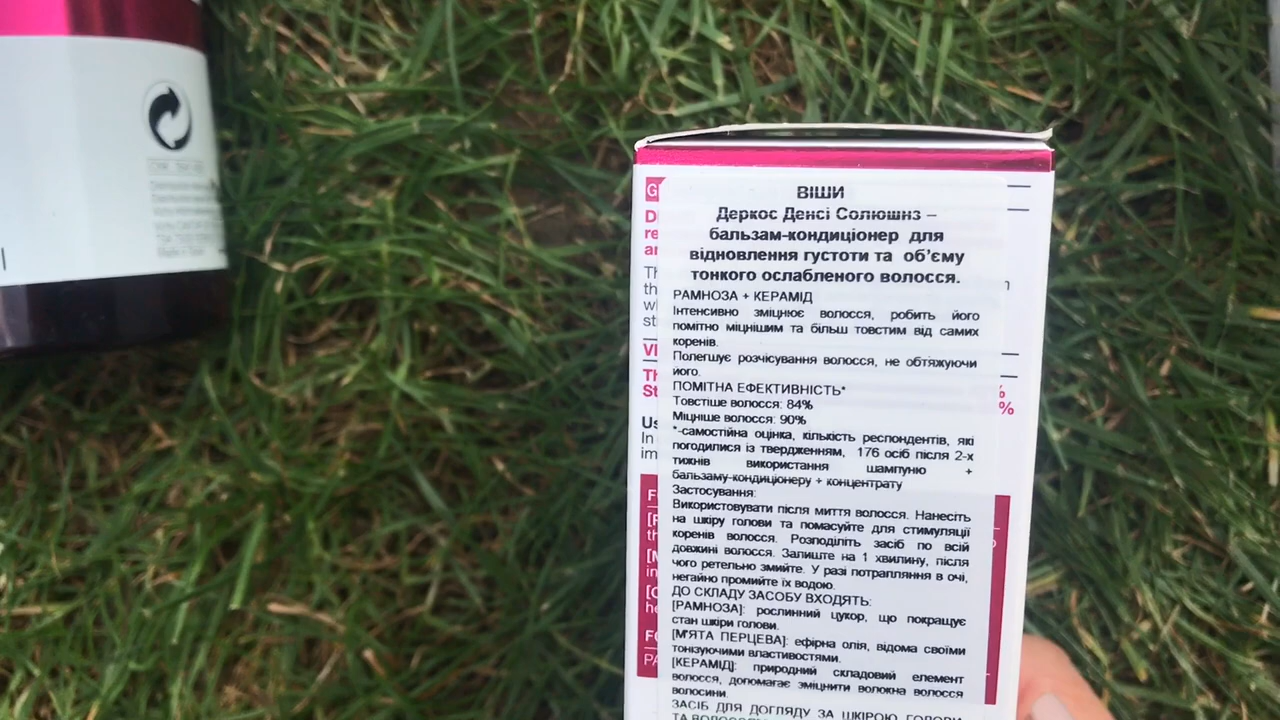 ВІШИ
Деркос Денсі Солюшнз –
бальзам-кондиціонер для
відновлення густоти та об’єму
тонкого ослабленого волосся.
РАМНОЗА + КЕРАМІД
Інтенсивно зміцнює волосся, робить його
помітно міцнішим та більш товстим від самих
коренів.
Полегшує розчісування волосся, не обтяжуючи
його.
ПОМІТНА ЕФЕКТИВНІСТЬ*
Товстіше волосся: 84%
Міцніше волосся: 90%
*-самостійна оцінка, кількість респондентів, які
погодилися із твердженням, 176 осіб після 2-х
тижнів використання шампуню +
бальзаму-кондиціонеру + концентрату
Застосування:
Використовувати після миття волосся. Нанесіть
на шкіру голови та помасуйте для стимуляції
коренів волосся. Розподіліть засіб по всій
довжині волосся. Залиште на 1 хвилину, після
чого ретельно змийте. У разі потрапляння в очі,
негайно промийте їх водою.
ДО СКЛАДУ ЗАСОБУ ВХОДЯТЬ:
[РАМНОЗА]: рослинний цукор, що покращує
стан шкіри голови.
[М'ЯТА ПЕРЦЕВА]: ефірна олія, відома своїми
тонізуючими властивостями.
[КЕРАМІД]: природний складовий елемент
волосся, допомагає зміцнити волокна волосся
волосини.
ЗАСІБ ДЛЯ ДОГЛЯДУ ЗА ШКІРОЮ ГОЛОВИ